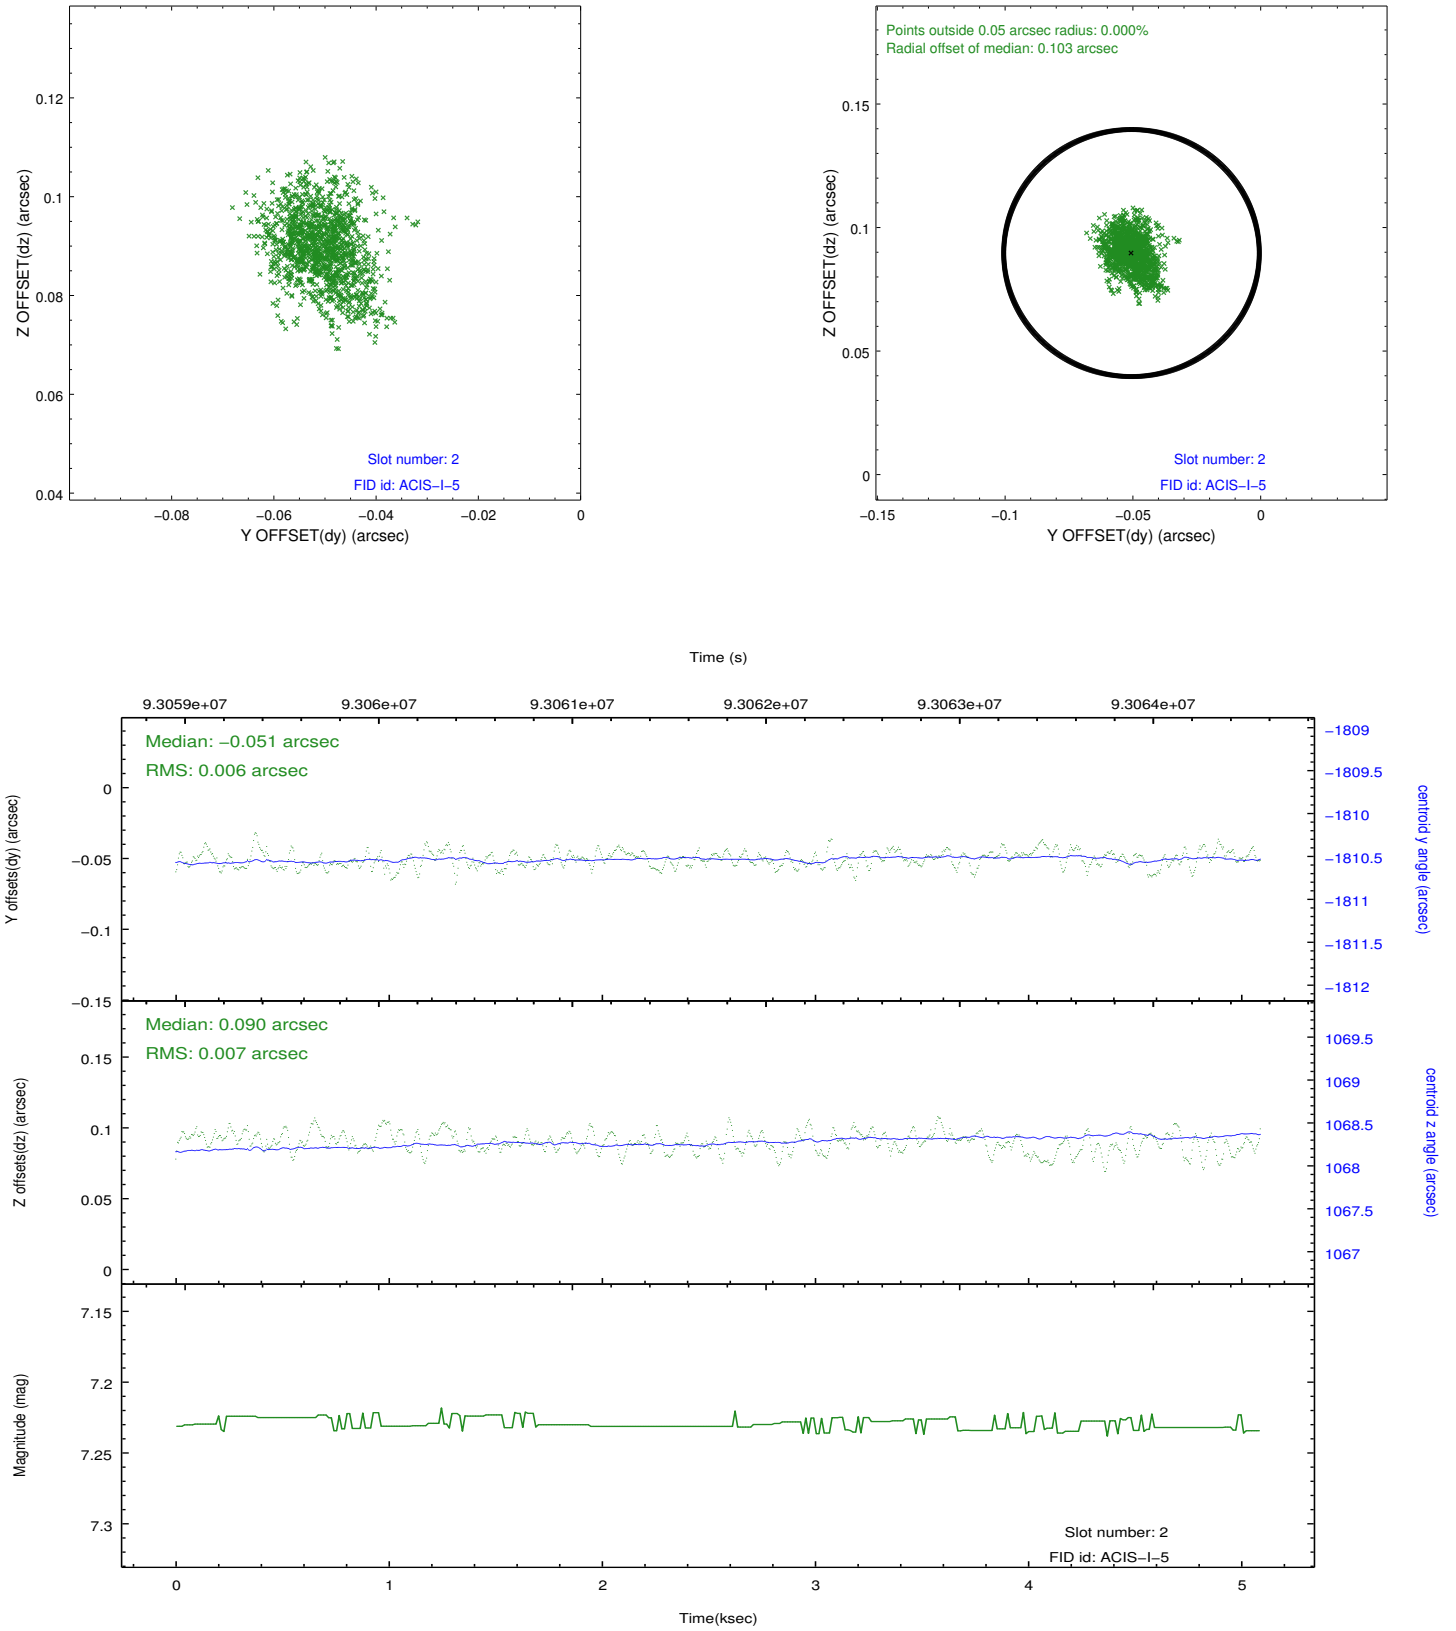 0.12
0.1
0.08
0.06
0.04
Z OFFSET(dz) (arcsec)
−0.08
−0.06
−0.04
−0.02
0
Y OFFSET(dy) (arcsec)
Slot number: 2
FID id: ACIS−I−5
Points outside 0.05 arcsec radius: 0.000%
Radial offset of median: 0.103 arcsec
0.15
0.1
0.05
0
Z OFFSET(dz) (arcsec)
−0.15
−0.1
−0.05
0
Y OFFSET(dy) (arcsec)
Slot number: 2
FID id: ACIS−I−5
Time (s)
9.3059e+07
9.306e+07
9.3061e+07
9.3062e+07
9.3063e+07
9.3064e+07
Median: −0.051 arcsec
RMS: 0.006 arcsec
0
−0.05
−0.1
−0.15
Y offsets(dy) (arcsec)
−1809
−1809.5
−1810
−1810.5
−1811
−1811.5
−1812
centroid y angle (arcsec)
Median: 0.090 arcsec
RMS: 0.007 arcsec
0.15
0.1
0.05
0
Z offsets(dz) (arcsec)
1069.5
1069
1068.5
1068
1067.5
1067
centroid z angle (arcsec)
7.15
7.2
7.25
7.3
Magnitude (mag)
Slot number: 2
FID id: ACIS−I−5
0
1
2
3
4
5
Time(ksec)